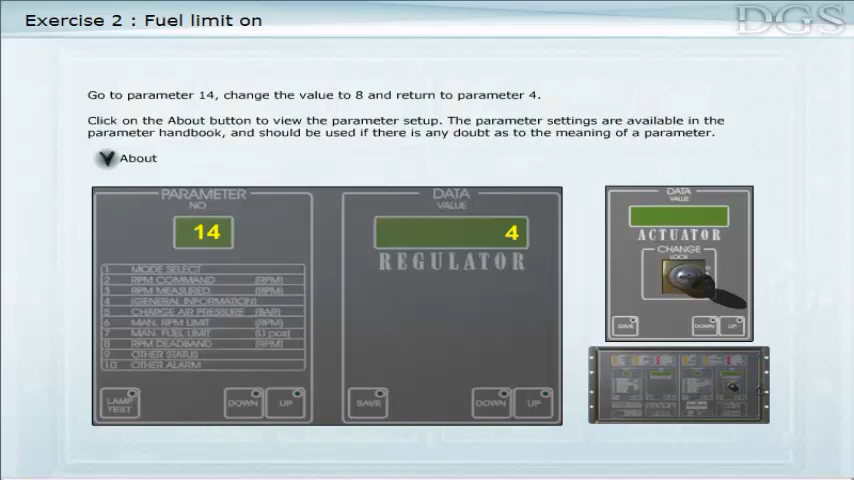 Exercise 2 : Fuel limit on
DGS
Go to parameter 14, change the value to 8 and return to parameter 4.
Click on the About button to view the parameter setup. The parameter settings are available in the
parameter handbook, and should be used if there is any doubt as to the meaning of a parameter.
About
PARAMETER
NO
14
1 MODE SELECT
2 RPM COMMAND (RPM)
3 RPM MEASURED (RPM)
4 (GENERAL INFORMATION)
5 CHARGE AIR PRESSURE (BAR)
6 MAN. RPM LIMIT (RPM)
7 MAN. FUEL LIMIT (U pos)
8 RPM DEADBAND (RPM)
9 OTHER STATUS
10 OTHER ALARM
LAMP
TEST
DOWN
UP
DATA
VALUE
4
REGULATOR
SAVE
DOWN
UP
DATA
VALUE
ACTUATOR
CHANGE
LOCK
SAVE
DOWN
UP